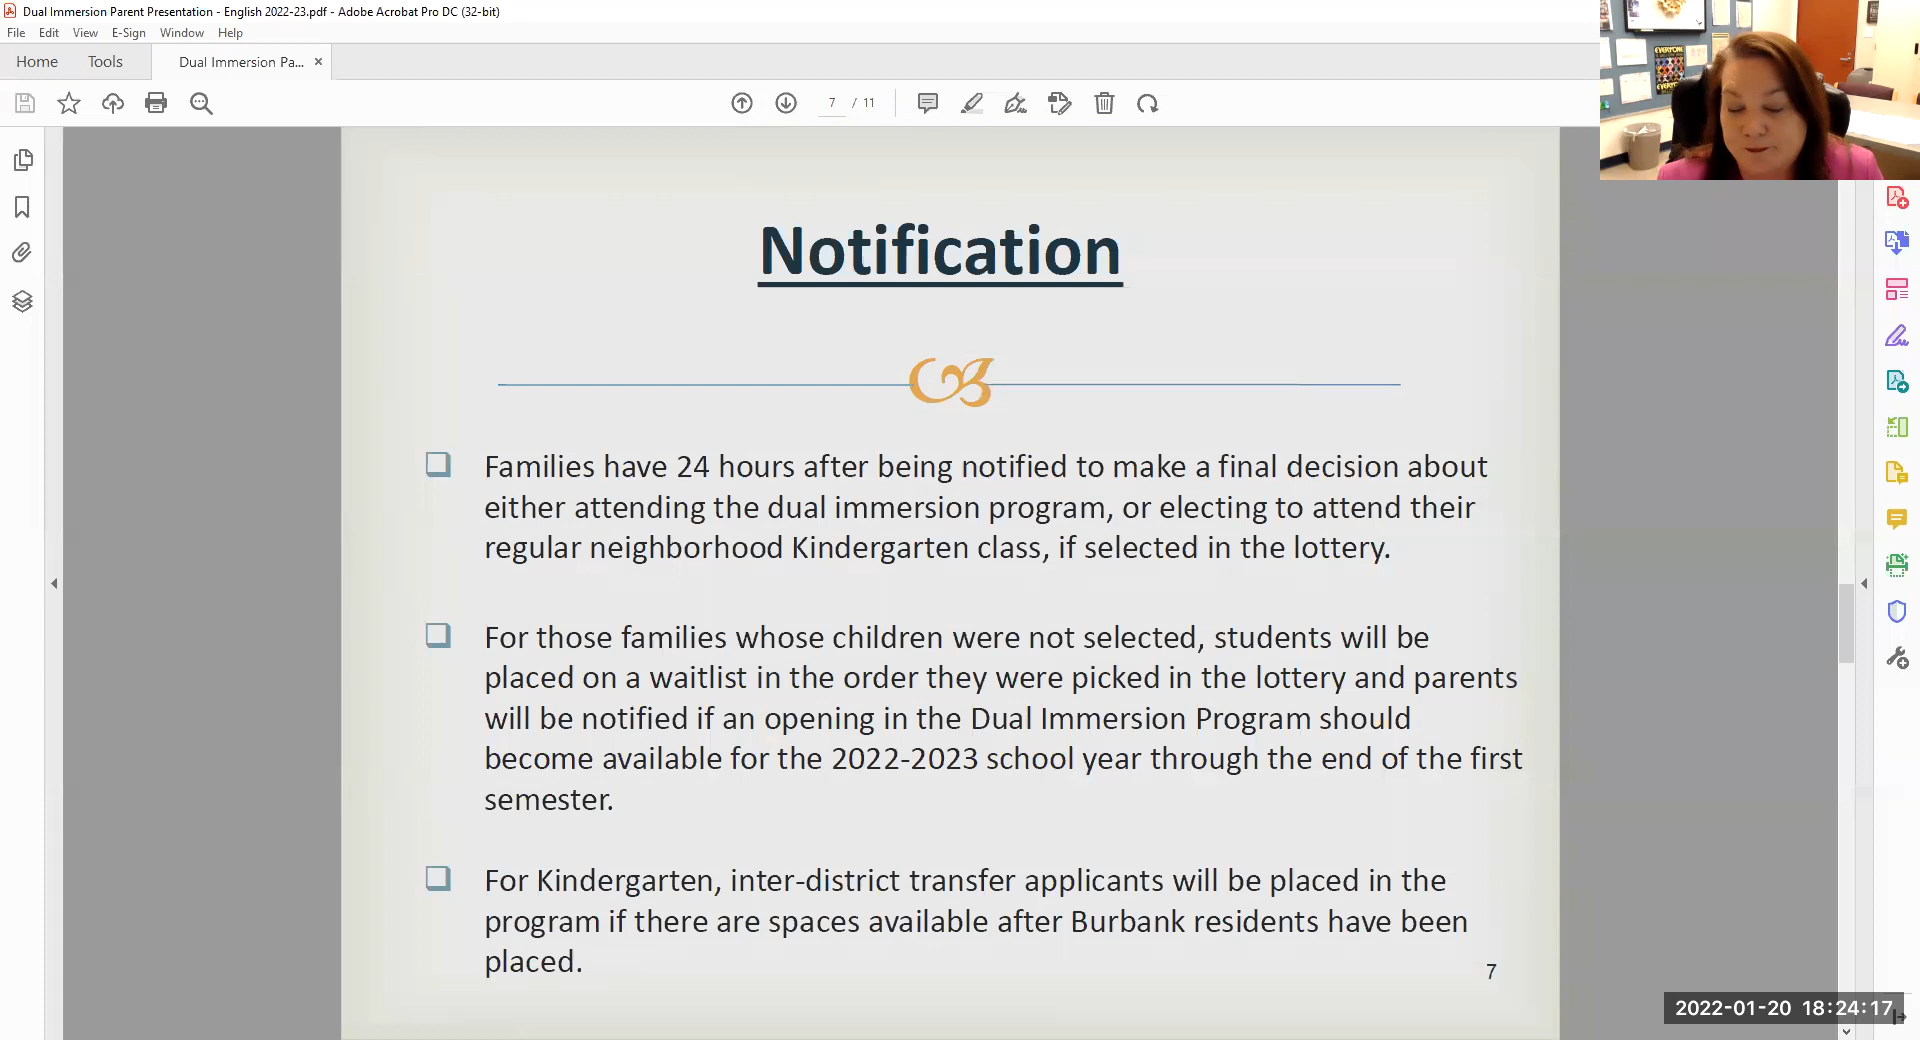 Dual Immersion Parent Presentation - English 2022-23.pdf - Adobe Acrobat Pro DC (32-bit)
File Edit View E-Sign Window Help
Home Tools Dual Immersion Pa... ×
7 / 11
EVERYONE
Notification
Families have 24 hours after being notified to make a final decision about
either attending the dual immersion program, or electing to attend their
regular neighborhood Kindergarten class, if selected in the lottery.
For those families whose children were not selected, students will be
placed on a waitlist in the order they were picked in the lottery and parents
will be notified if an opening in the Dual Immersion Program should
become available for the 2022-2023 school year through the end of the first
semester.
For Kindergarten, inter-district transfer applicants will be placed in the
program if there are spaces available after Burbank residents have been
placed.
7
2022-01-20 18:24:17